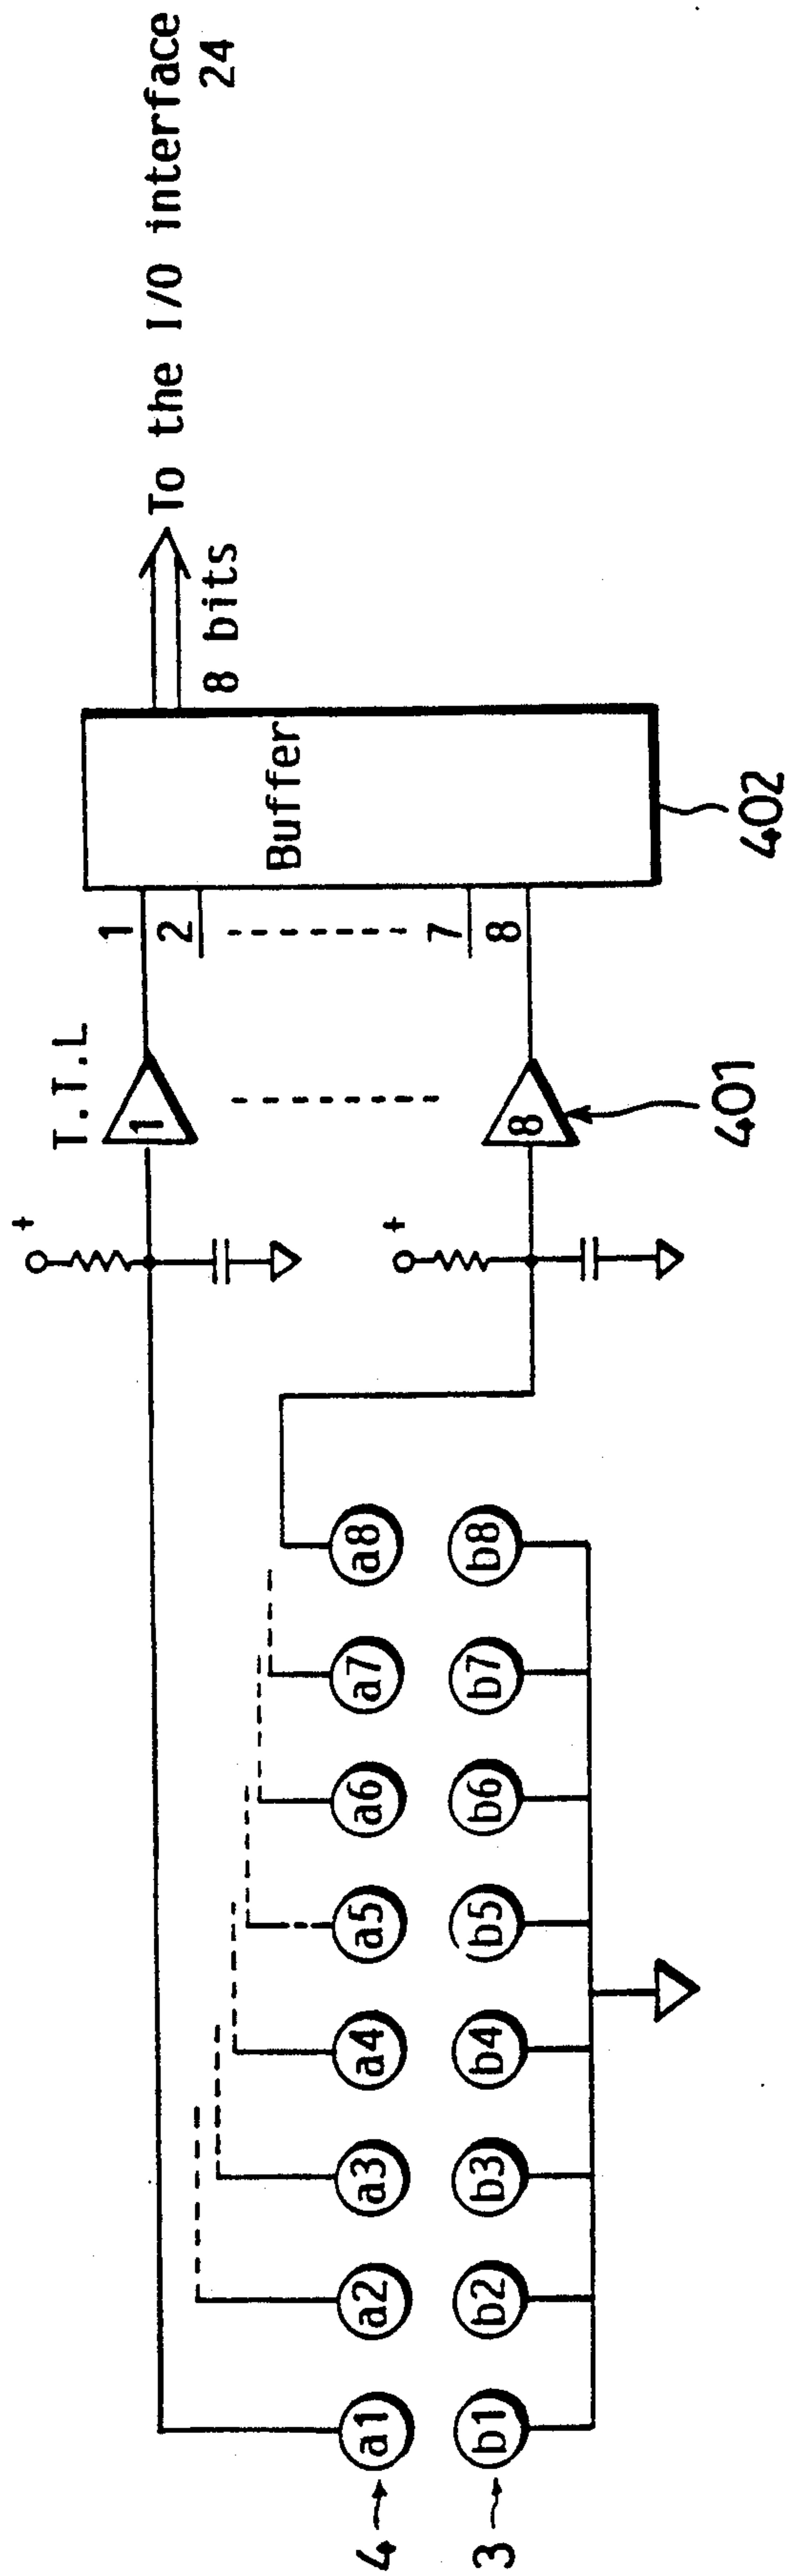 To the I/O interface
24
8 bits
Buffer
402
1
2
7
8
T.T.L
1
8
401
+
+
a1 a2 a3 a4 a5 a6 a7 a8
b1 b2 b3 b4 b5 b6 b7 b8
4
3